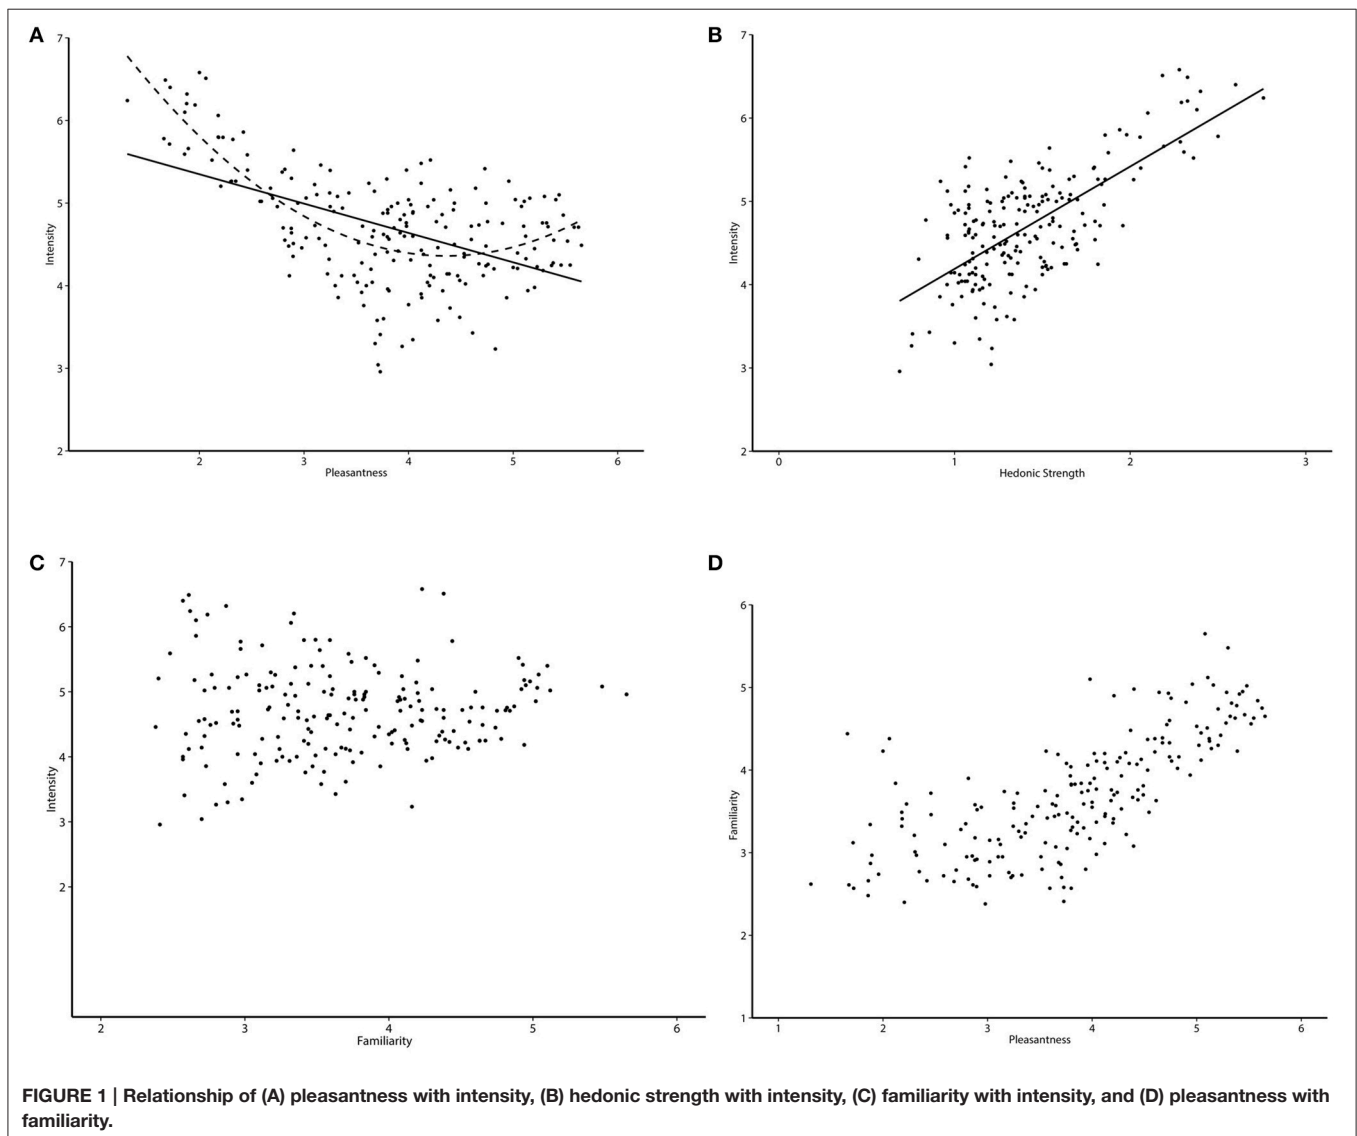 A
7
6
5
4
3
2
Intensity
2 3 4 5 6
Pleasantness
B
7
6
5
4
3
2
Intensity
0 1 2 3
Hedonic Strength
C
7
6
5
4
3
2
Intensity
2 3 4 5 6
Familiarity
D
6
5
4
3
2
1
Familiarity
1 2 3 4 5 6
Pleasantness
FIGURE 1 | Relationship of (A) pleasantness with intensity, (B) hedonic strength with intensity, (C) familiarity with intensity, and (D) pleasantness with
familiarity.